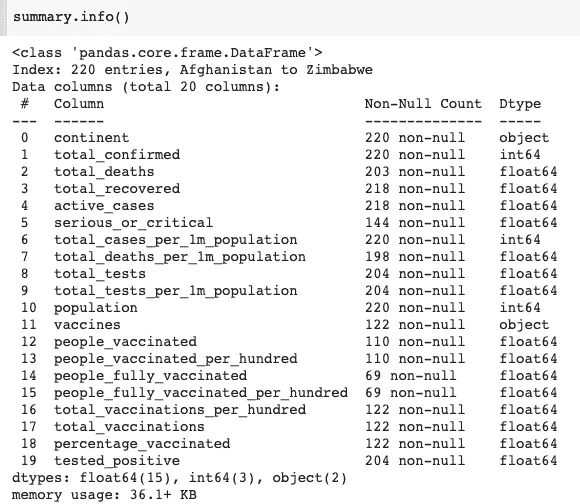 summary.info()
<class 'pandas.core.frame.DataFrame'>
Index: 220 entries, Afghanistan to Zimbabwe
Data columns (total 20 columns):
 #   Column                              Non-Null Count  Dtype
---  ------                              --------------  -----
 0   continent                           220 non-null    object
 1   total_confirmed                     220 non-null    int64
 2   total_deaths                        203 non-null    float64
 3   total_recovered                     218 non-null    float64
 4   active_cases                        218 non-null    float64
 5   serious_or_critical                 144 non-null    float64
 6   total_cases_per_1m_population       220 non-null    int64
 7   total_deaths_per_1m_population      198 non-null    float64
 8   total_tests                         204 non-null    float64
 9   total_tests_per_1m_population       204 non-null    float64
 10  population                          220 non-null    int64
 11  vaccines                            122 non-null    object
 12  people_vaccinated                   110 non-null    float64
 13  people_vaccinated_per_hundred       110 non-null    float64
 14  people_fully_vaccinated             69 non-null     float64
 15  people_fully_vaccinated_per_hundred 69 non-null     float64
 16  total_vaccinations_per_hundred      122 non-null    float64
 17  total_vaccinations                  122 non-null    float64
 18  percentage_vaccinated               122 non-null    float64
 19  tested_positive                     204 non-null    float64
dtypes: float64(15), int64(3), object(2)
memory usage: 36.1+ KB